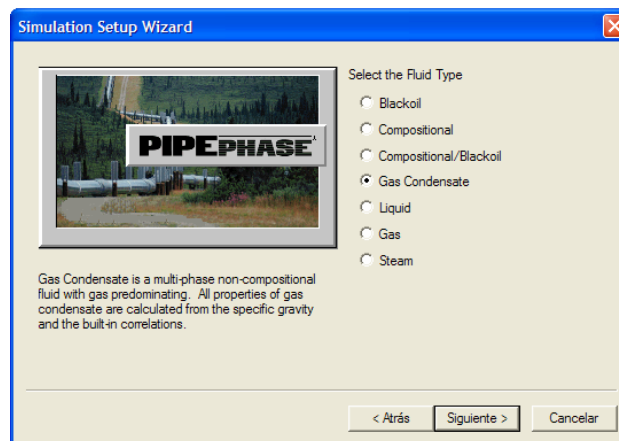 Simulation Setup Wizard
PIPEPHASE
Select the Fluid Type
Blackoil
Compositional
Compositional/Blackoil
Gas Condensate
Liquid
Gas
Steam
Gas Condensate is a multi-phase non-compositional
fluid with gas predominating. All properties of gas
condensate are calculated from the specific gravity
and the built-in correlations.
< Atrás
Siguiente >
Cancelar